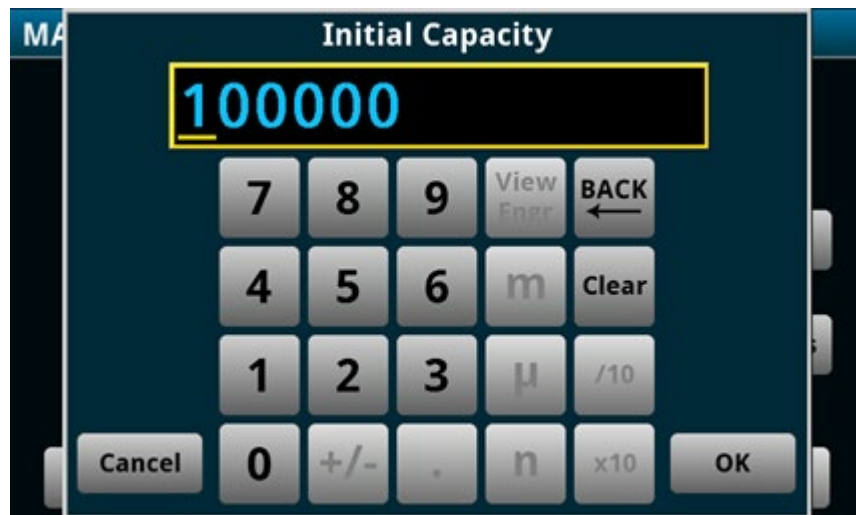 MA
Initial Capacity
100000
7 8 9 View Engr BACK
4 5 6 m Clear
1 2 3 µ /10
Cancel 0 +/- . n x10 OK
s